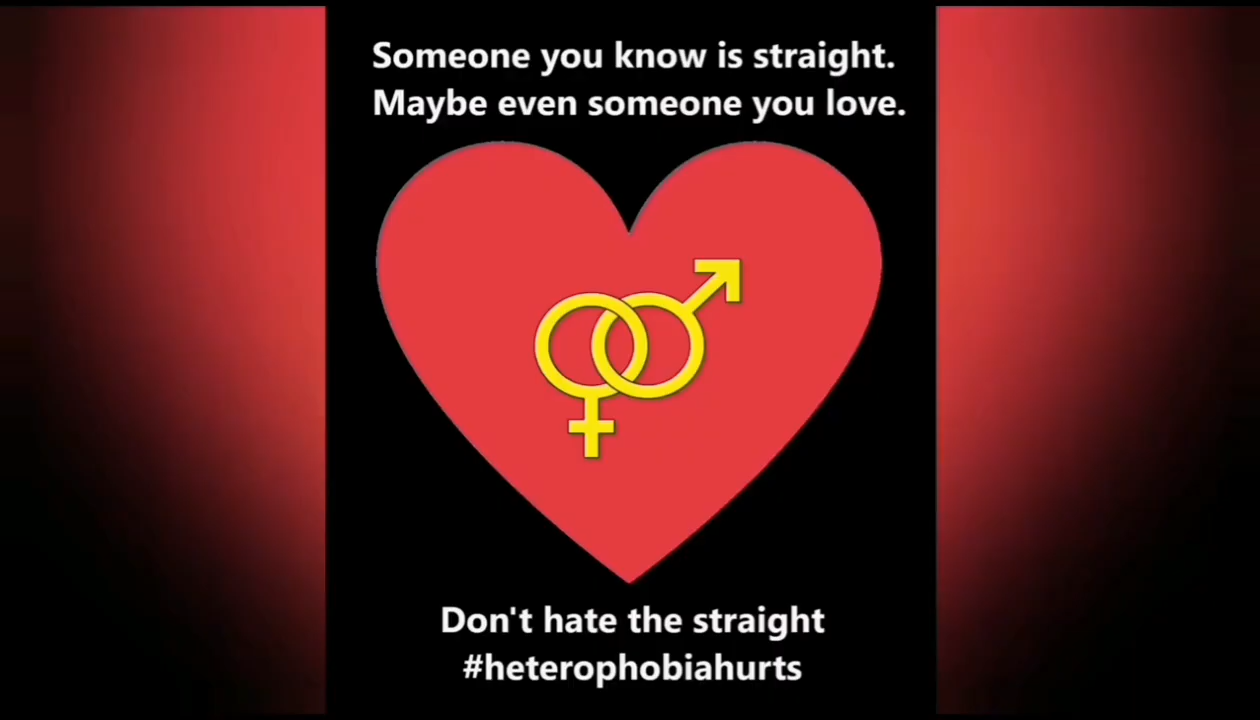 Someone you know is straight.
Maybe even someone you love.
Don't hate the straight
#heterophobiahurts